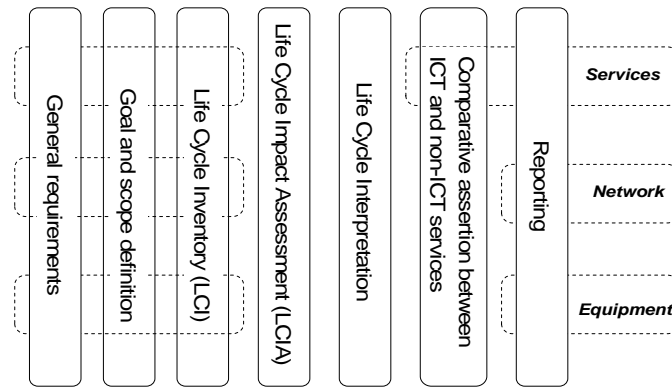 General requirements
Goal and scope definition
Life Cycle Inventory (LCI)
Life Cycle Impact Assessment (LCIA)
Life Cycle Interpretation
Comparative assertion between
ICT and non-ICT services
Reporting
Services
Network
Equipment